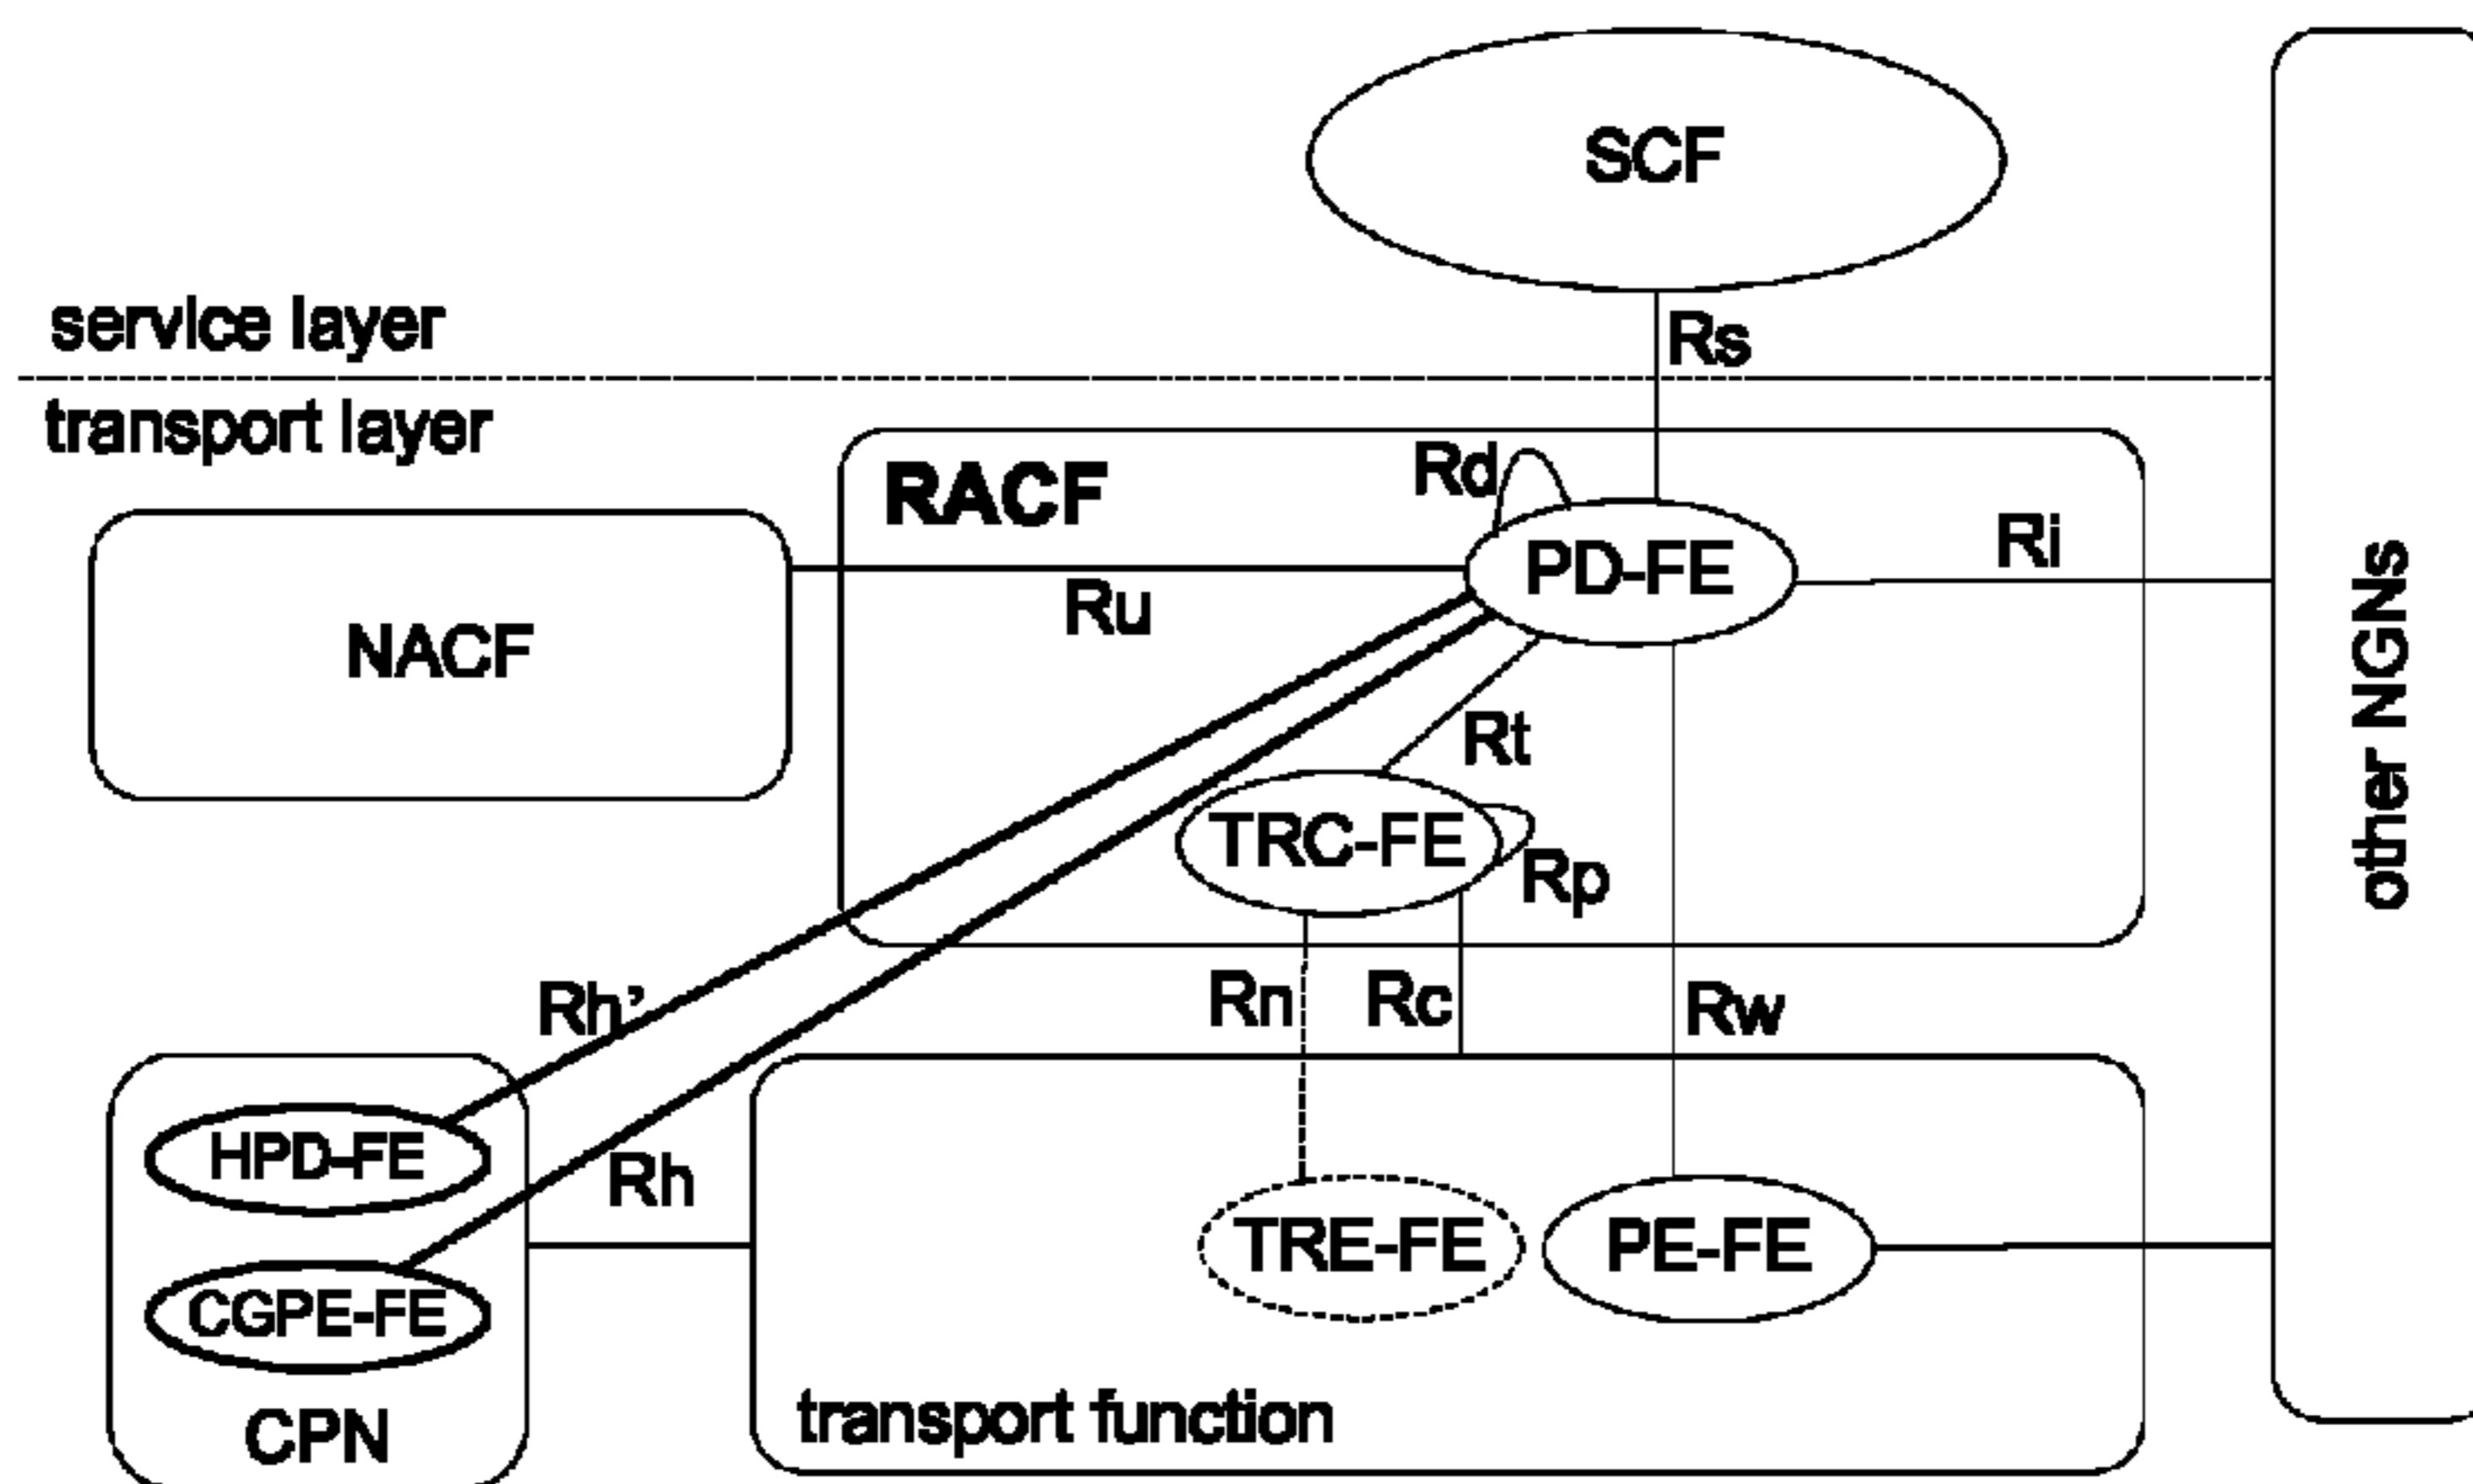 SCF
service layer
Rs
transport layer
RACF
Rd
PD-FE
Ri
Ru
NACF
other NGNs
Rt
TRC-FE
Rp
Rh’
Rn
Rc
Rw
HPD-FE
Rh
TRE-FE
PE-FE
CGPE-FE
CPN
transport function